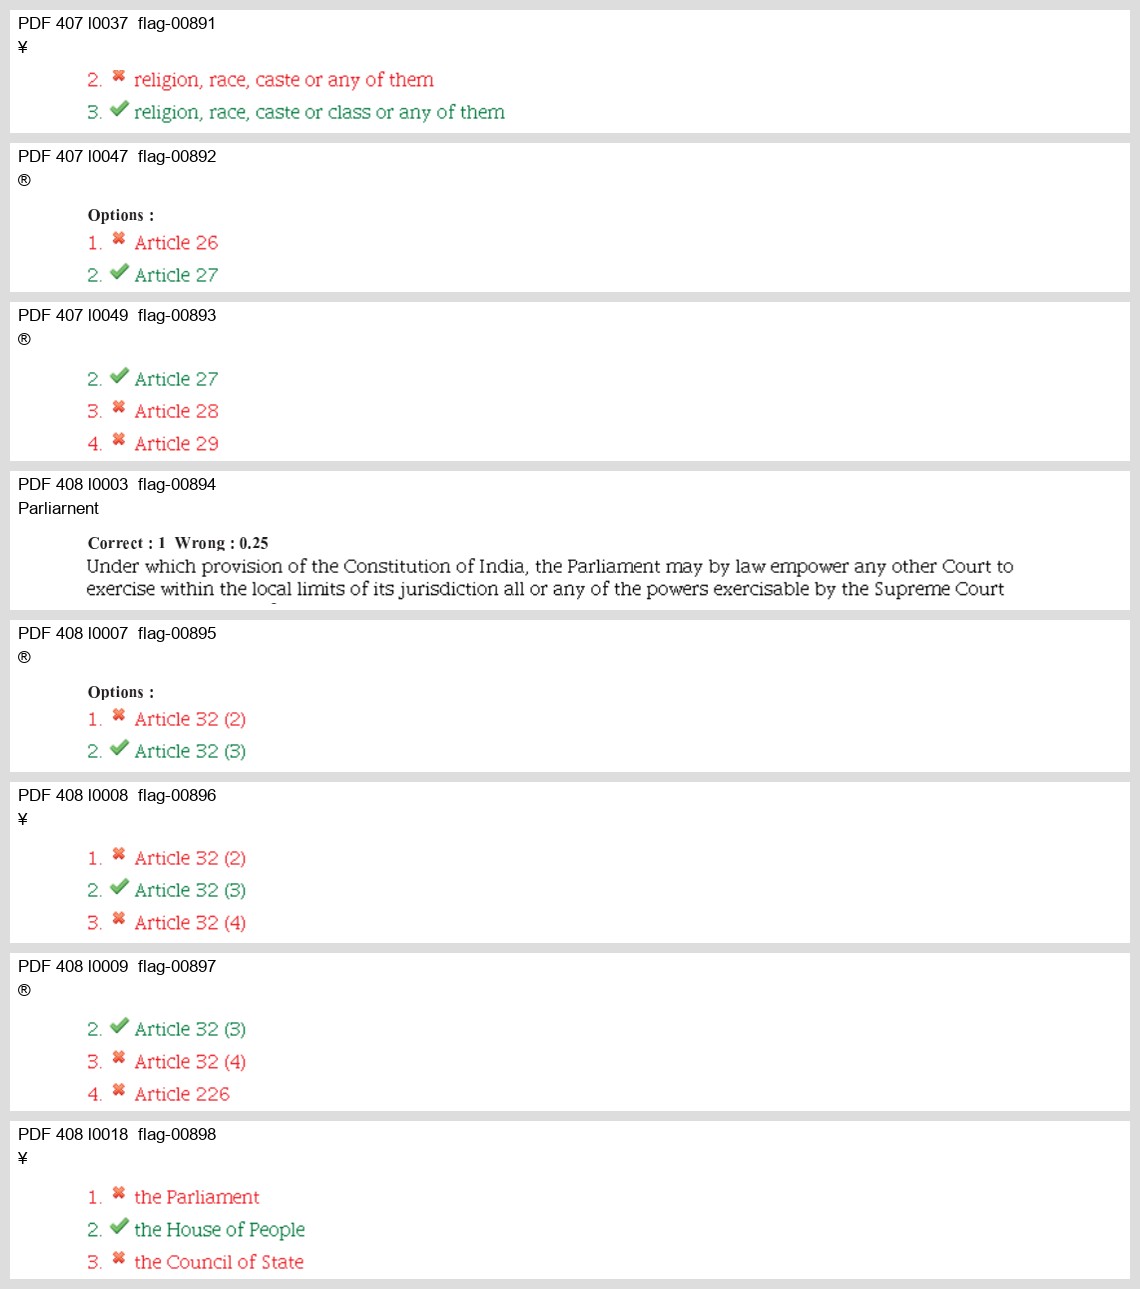 PDF 407 l0037 flag-00891
¥
2. ✖ religion, race, caste or any of them
3. ✔ religion, race, caste or class or any of them
PDF 407 l0047 flag-00892
®
Options :
1. ✖ Article 26
2. ✔ Article 27
PDF 407 l0049 flag-00893
®
2. ✔ Article 27
3. ✖ Article 28
4. ✖ Article 29
PDF 408 l0003 flag-00894
Parliarnent
Correct : 1 Wrong : 0.25
Under which provision of the Constitution of India, the Parliament may by law empower any other Court to
exercise within the local limits of its jurisdiction all or any of the powers exercisable by the Supreme Court
PDF 408 l0007 flag-00895
®
Options :
1. ✖ Article 32 (2)
2. ✔ Article 32 (3)
PDF 408 l0008 flag-00896
¥
1. ✖ Article 32 (2)
2. ✔ Article 32 (3)
3. ✖ Article 32 (4)
PDF 408 l0009 flag-00897
®
2. ✔ Article 32 (3)
3. ✖ Article 32 (4)
4. ✖ Article 226
PDF 408 l0018 flag-00898
¥
1. ✖ the Parliament
2. ✔ the House of People
3. ✖ the Council of State